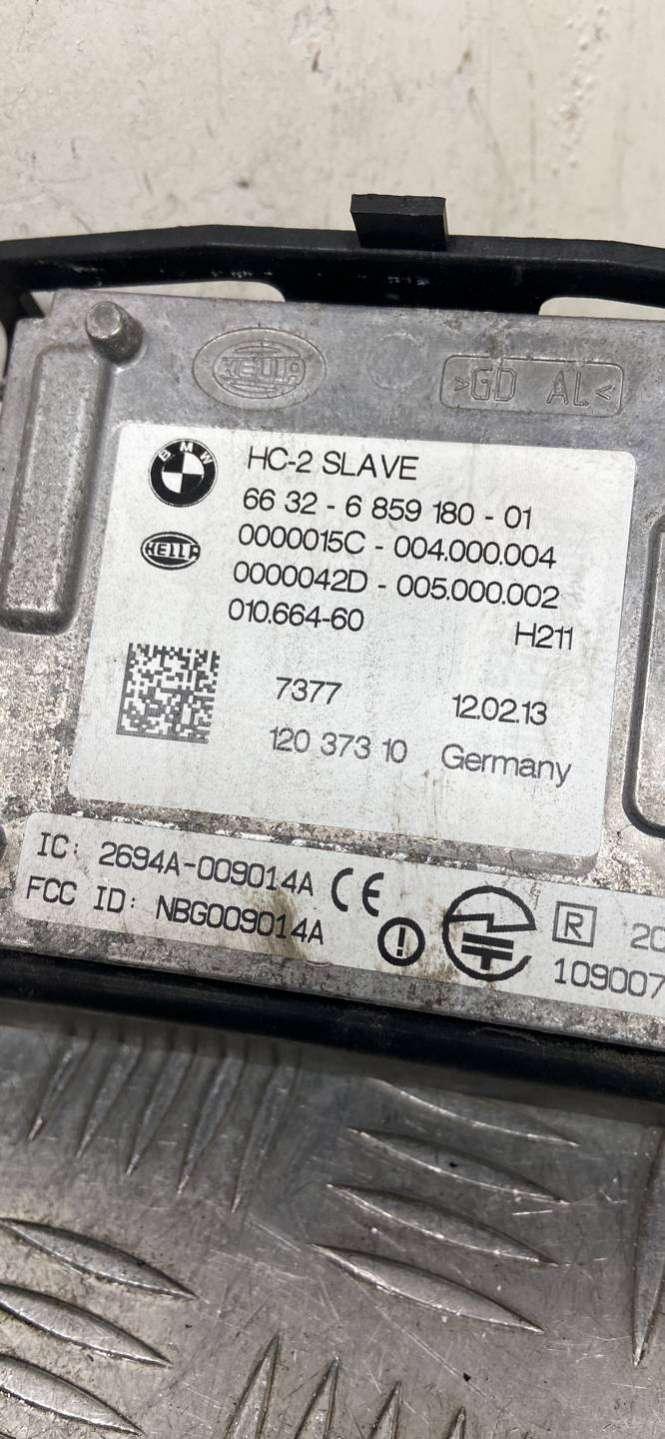 HELLA
>GD AL<
BMW
HC-2 SLAVE
66 32 - 6 859 180 - 01
HELLA
0000015C - 004.000.004
0000042D - 005.000.002
010.664-60 H211
7377 12.02.13
120 373 10 Germany
IC: 2694A-009014A CE
FCC ID: NBG009014A
R 20
109007